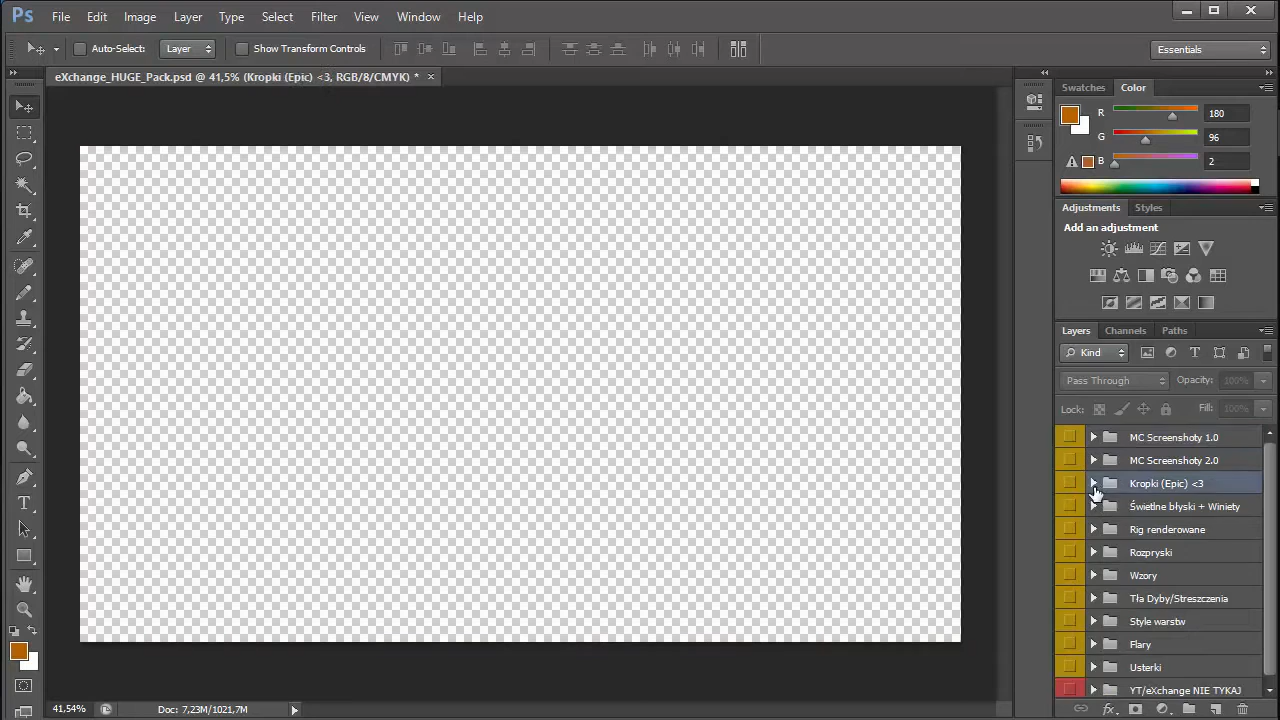 Ps File Edit Image Layer Type Select Filter View Window Help
Auto-Select: Layer Show Transform Controls Essentials
eXchange_HUGE_Pack.psd @ 41,5% (Kropki (Epic) <3, RGB/8/CMYK) *
Swatches Color
R 180
G 96
B 2
Adjustments Styles
Add an adjustment
Layers Channels Paths
Kind
Pass Through Opacity: 100%
Lock: Fill: 100%
MC Screenshoty 1.0
MC Screenshoty 2.0
Kropki (Epic) <3
Świetlne błyski + Winiety
Rig renderowane
Rozpryski
Wzory
Tła Dyby/Streszczenia
Style warstw
Flary
Usterki
YT/eXchange NIE TYKAJ
41,54% Doc: 7,23M/1021,7M